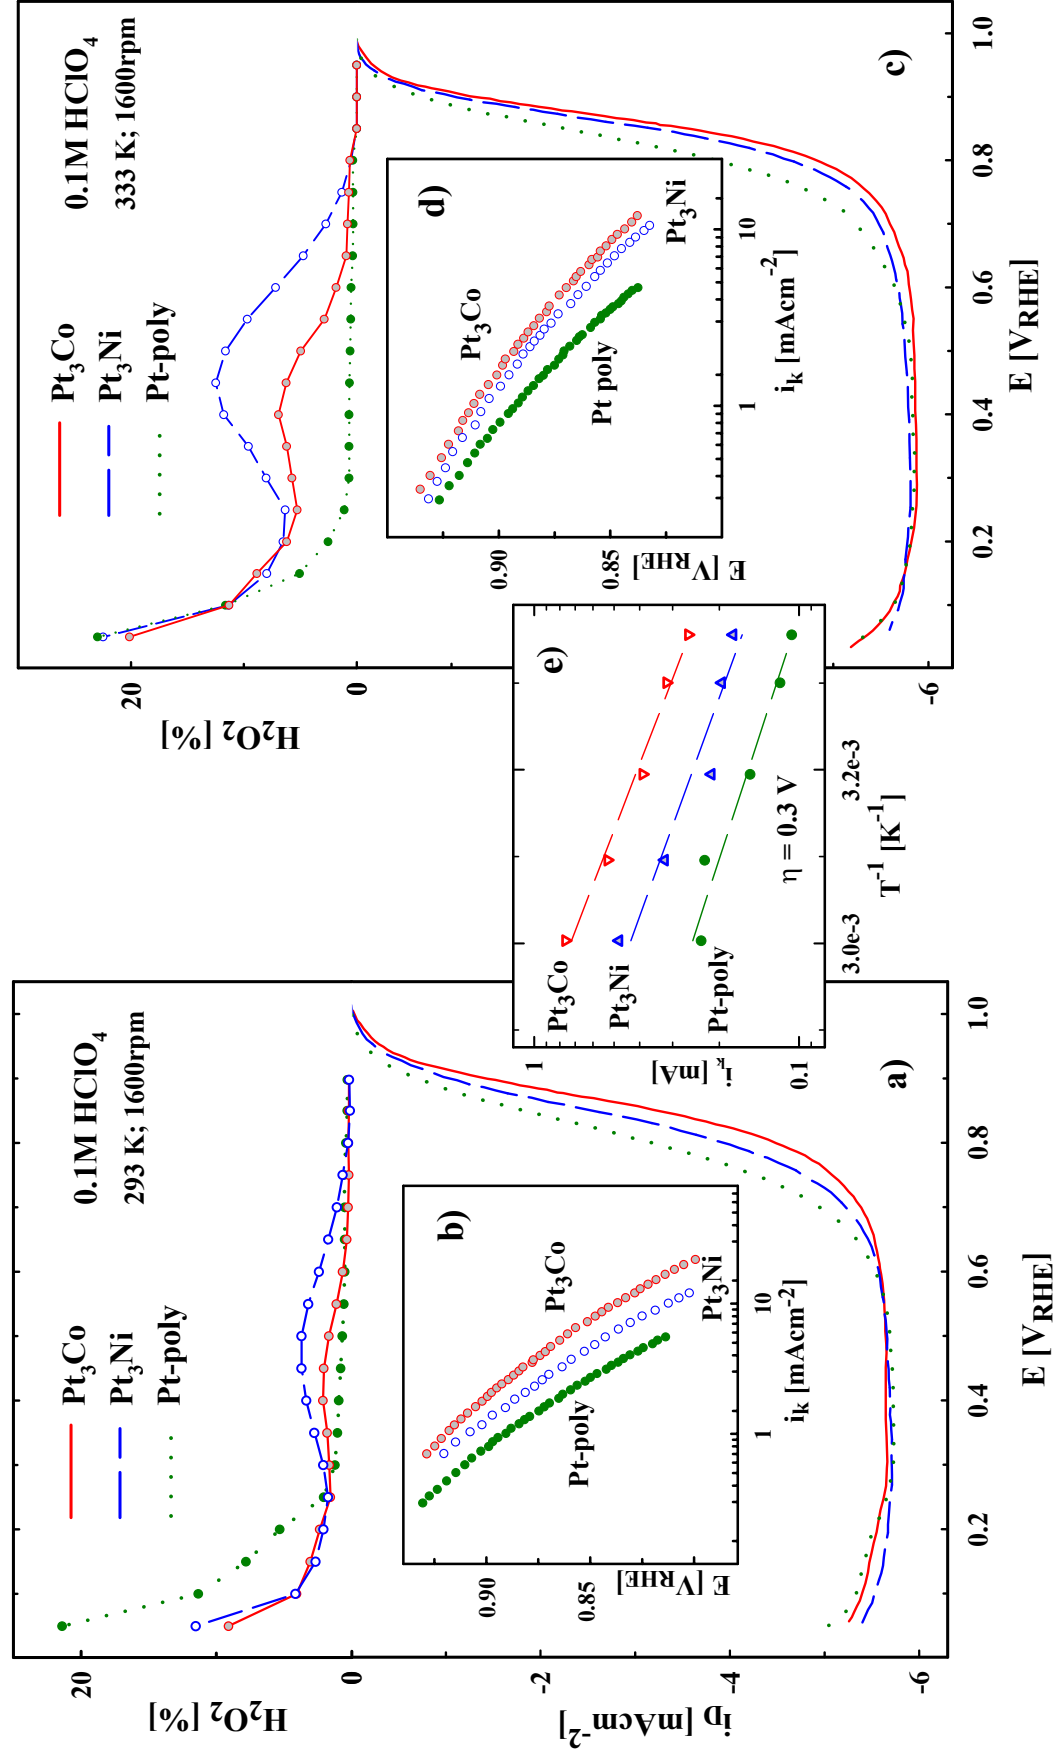 0.1M HClO4
293 K; 1600rpm
Pt3Co
Pt3Ni
Pt-poly
H2O2 [%]
20
0
iD [mAcm-2]
-2
-4
-6
0.2
0.4
0.6
0.8
1.0
E [VRHE]
a)
b)
Pt3Co
Pt3Ni
Pt-poly
E [VRHE]
0.90
0.85
1
10
ik [mAcm-2]
0.1M HClO4
333 K; 1600rpm
Pt3Co
Pt3Ni
Pt-poly
H2O2 [%]
20
0
-6
0.2
0.4
0.6
0.8
1.0
E [VRHE]
c)
d)
Pt3Co
Pt3Ni
Pt poly
E [VRHE]
0.90
0.85
1
10
ik [mAcm-2]
e)
Pt3Co
Pt3Ni
Pt-poly
η = 0.3 V
ik [mA]
1
0.1
3.0e-3
3.2e-3
T-1 [K-1]